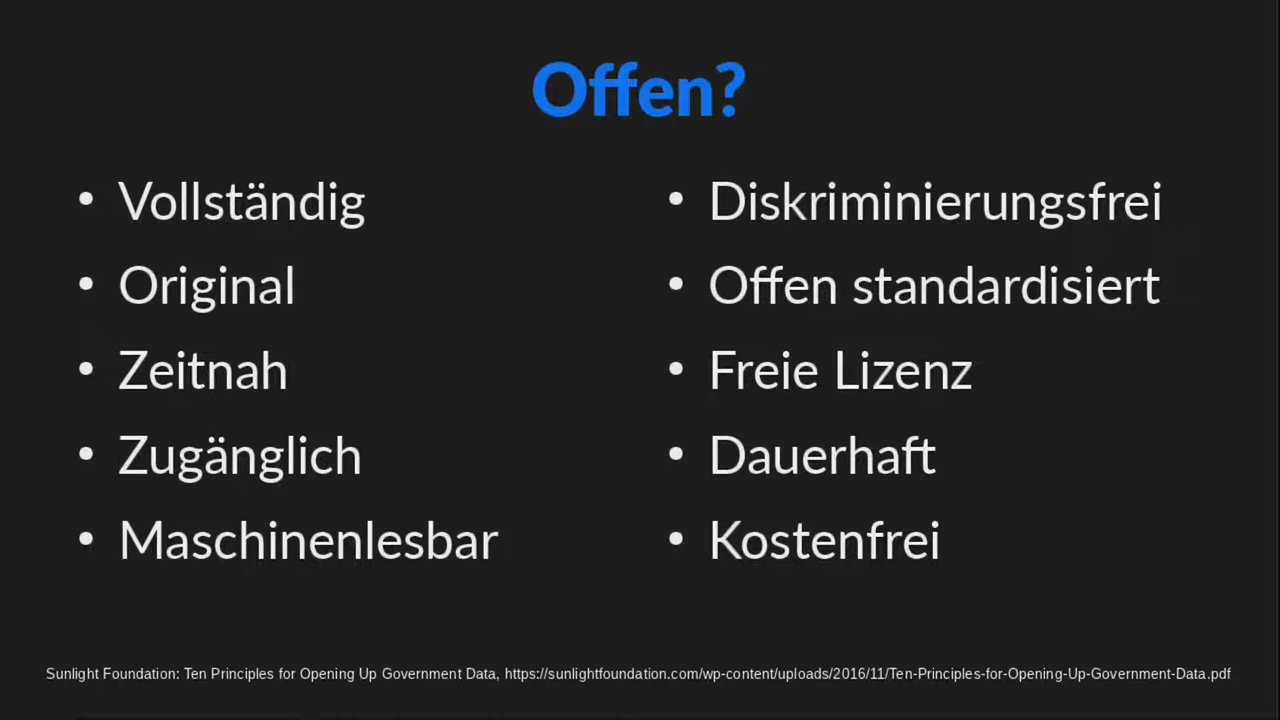 Offen?
• Vollständig
• Original
• Zeitnah
• Zugänglich
• Maschinenlesbar
• Diskriminierungsfrei
• Offen standardisiert
• Freie Lizenz
• Dauerhaft
• Kostenfrei
Sunlight Foundation: Ten Principles for Opening Up Government Data, https://sunlightfoundation.com/wp-content/uploads/2016/11/Ten-Principles-for-Opening-Up-Government-Data.pdf